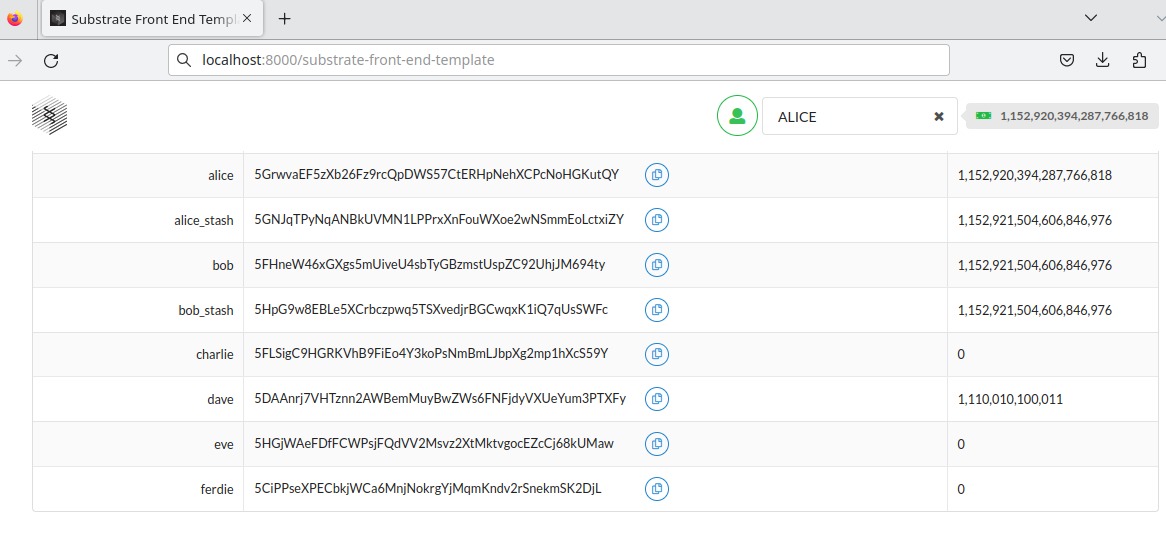 Substrate Front End Templ
localhost:8000/substrate-front-end-template
ALICE
1,152,920,394,287,766,818
alice 5GrwvaEF5zXb26Fz9rcQpDWS57CtERHpNehXCPcNoHGKutQY 1,152,920,394,287,766,818
alice_stash 5GNJqTPyNqANBkUVMN1LPPrxXnFouWXoe2wNSmmEoLctxiZY 1,152,921,504,606,846,976
bob 5FHneW46xGXgs5mUiveU4sbTyGBzmstUspZC92UhjJM694ty 1,152,921,504,606,846,976
bob_stash 5HpG9w8EBLe5XCrbczpwq5TSXvedjrBGCwqxK1iQ7qUsSWFc 1,152,921,504,606,846,976
charlie 5FLSigC9HGRKVhB9FiEo4Y3koPsNmBmLJbpXg2mp1hXcS59Y 0
dave 5DAAnrj7VHTznn2AWBemMuyBwZWs6FNFjdyVXUeYum3PTXFy 1,110,010,100,011
eve 5HGjWAeFDfFCWPsjFQdVV2Msvz2XtMktvgocEZcCj68kUMaw 0
ferdie 5CiPPseXPECbkjWCa6MnjNokrgYjMqmKndv2rSnekmSK2DjL 0